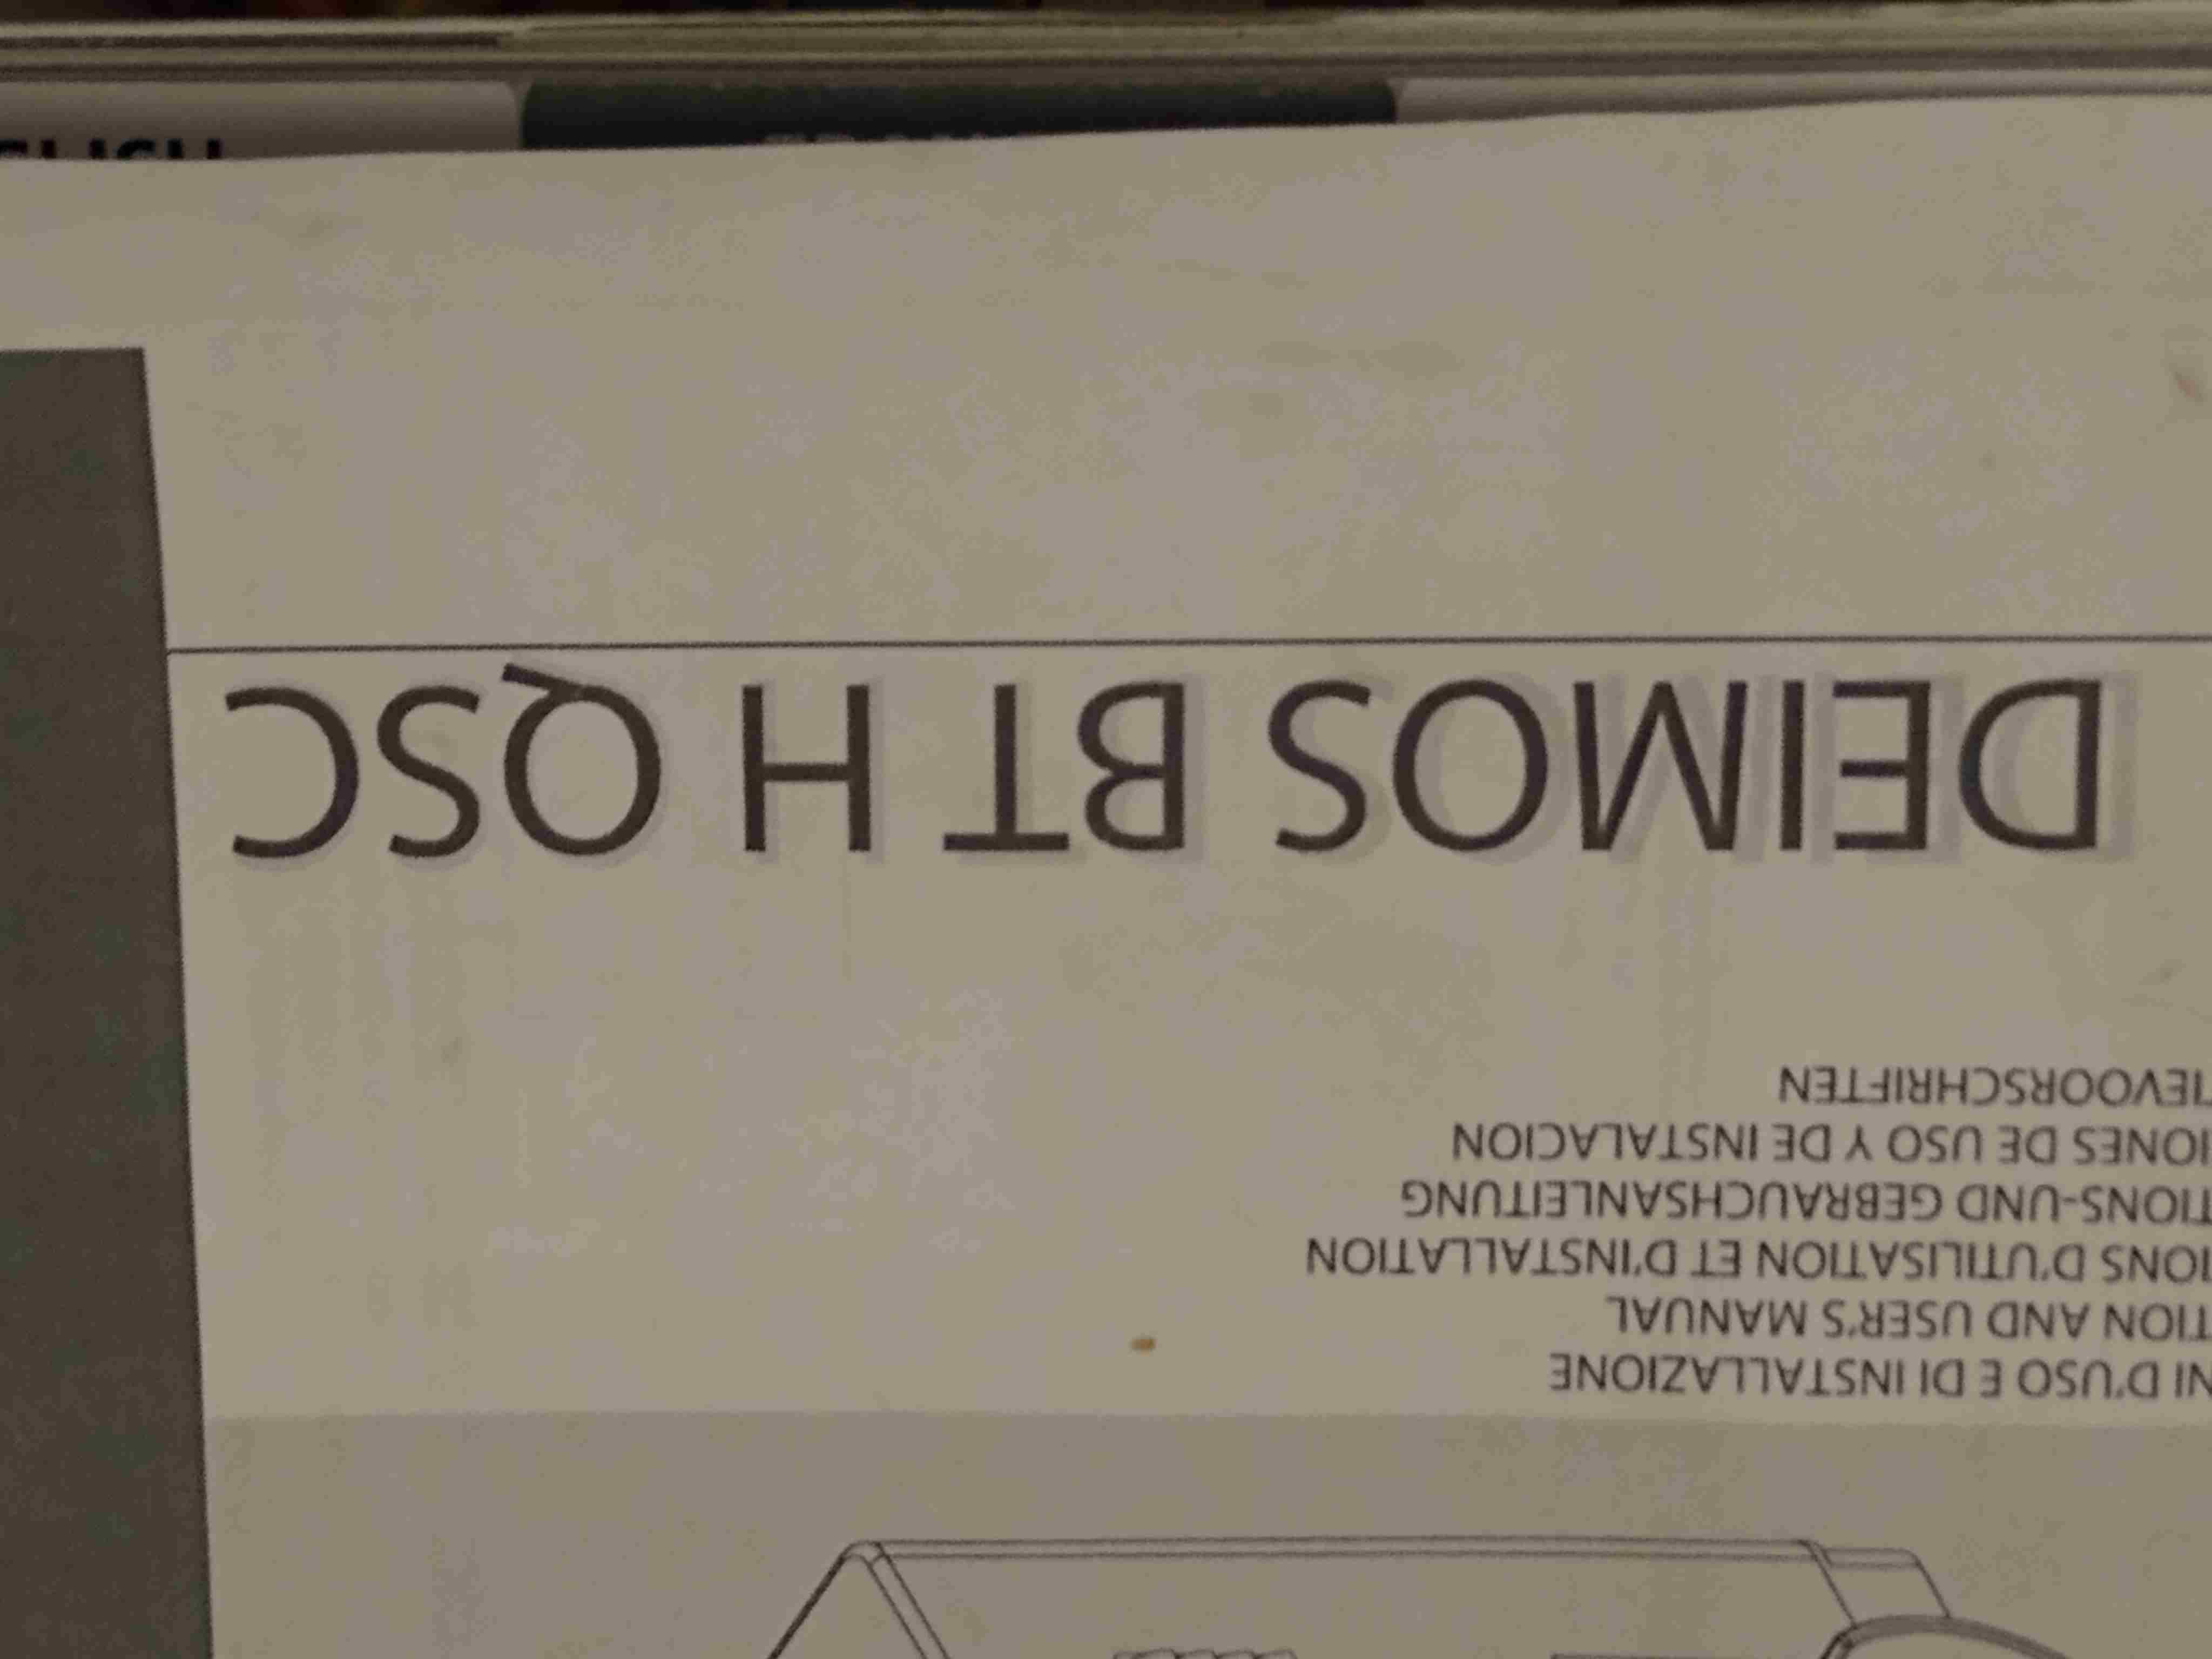 NI D'USO E DI INSTALLAZIONE
TION AND USER'S MANUAL
IONS D'UTILISATION ET D'INSTALLATION
TIONS-UND GEBRAUCHSANLEITUNG
IONES DE USO Y DE INSTALACION
IEVOORSCHRIFTEN
DEIMOS BT H QSC